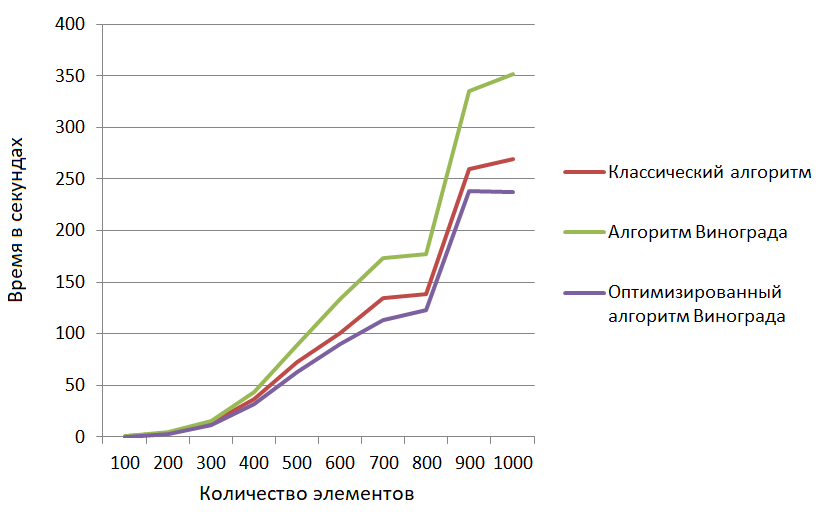 400
350
300
250
200
150
100
50
0
Время в секундах
100 200 300 400 500 600 700 800 900 1000
Количество элементов
Классический алгоритм
Алгоритм Винограда
Оптимизированный
алгоритм Винограда